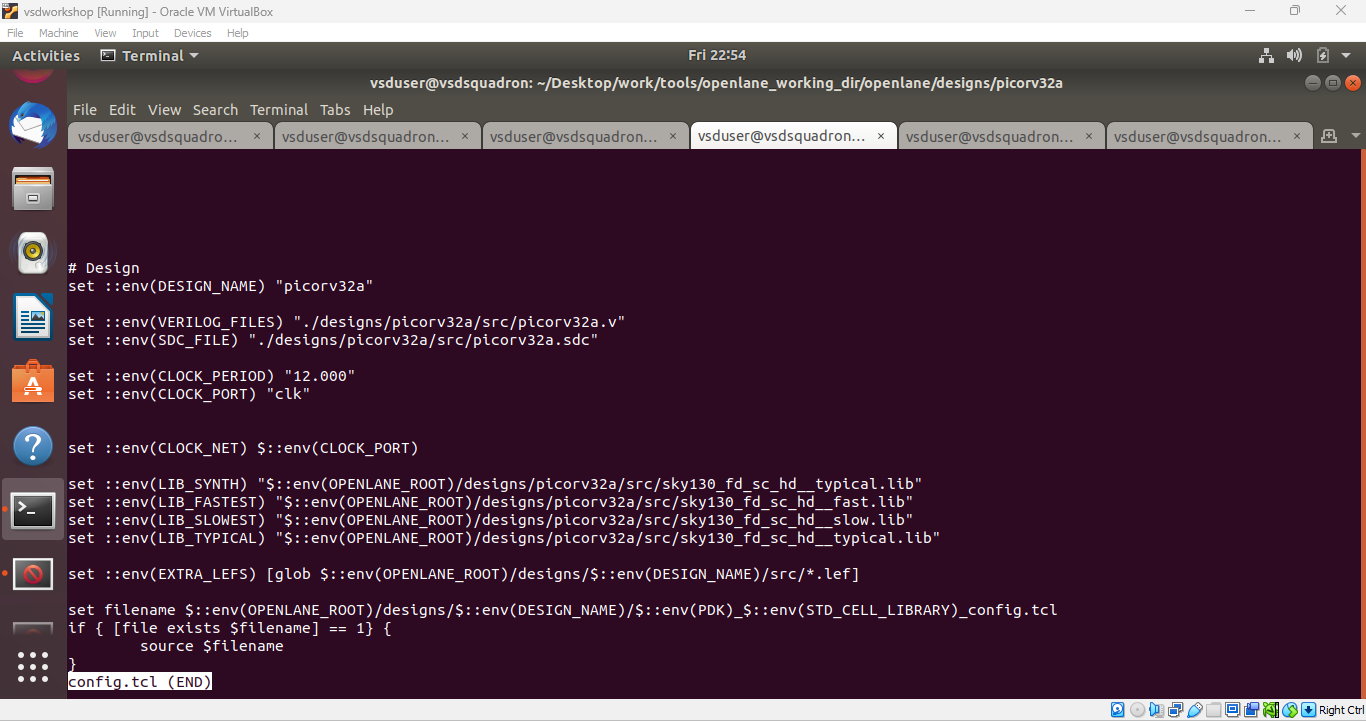 vsdworkshop [Running] - Oracle VM VirtualBox
File Machine View Input Devices Help
Activities Terminal Fri 22:54
vsduser@vsdsquadron: ~/Desktop/work/tools/openlane_working_dir/openlane/designs/picorv32a
File Edit View Search Terminal Tabs Help
vsduser@vsdsquadro... × vsduser@vsdsquadron... × vsduser@vsdsquadron... × vsduser@vsdsquadron... × vsduser@vsdsquadron... × vsduser@vsdsquadron... ×
# Design
set ::env(DESIGN_NAME) "picorv32a"
set ::env(VERILOG_FILES) "./designs/picorv32a/src/picorv32a.v"
set ::env(SDC_FILE) "./designs/picorv32a/src/picorv32a.sdc"
set ::env(CLOCK_PERIOD) "12.000"
set ::env(CLOCK_PORT) "clk"
set ::env(CLOCK_NET) $::env(CLOCK_PORT)
set ::env(LIB_SYNTH) "$::env(OPENLANE_ROOT)/designs/picorv32a/src/sky130_fd_sc_hd__typical.lib"
set ::env(LIB_FASTEST) "$::env(OPENLANE_ROOT)/designs/picorv32a/src/sky130_fd_sc_hd__fast.lib"
set ::env(LIB_SLOWEST) "$::env(OPENLANE_ROOT)/designs/picorv32a/src/sky130_fd_sc_hd__slow.lib"
set ::env(LIB_TYPICAL) "$::env(OPENLANE_ROOT)/designs/picorv32a/src/sky130_fd_sc_hd__typical.lib"
set ::env(EXTRA_LEFS) [glob $::env(OPENLANE_ROOT)/designs/$::env(DESIGN_NAME)/src/*.lef]
set filename $::env(OPENLANE_ROOT)/designs/$::env(DESIGN_NAME)/$::env(PDK)_$::env(STD_CELL_LIBRARY)_config.tcl
if { [file exists $filename] == 1} {
source $filename
}
config.tcl (END)
Right Ctrl